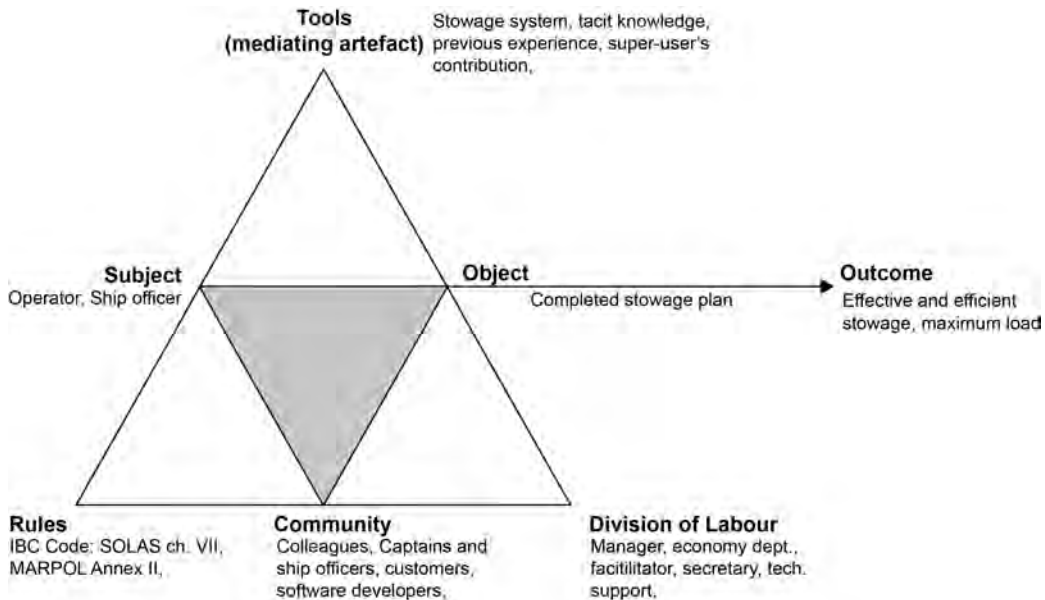 Tools
(mediating artefact)
Stowage system, tacit knowledge,
previous experience, super-user's
contribution,
Subject
Operator, Ship officer
Object
Completed stowage plan
Outcome
Effective and efficient
stowage, maximum load
Rules
IBC Code: SOLAS ch. VII,
MARPOL Annex II,
Community
Colleagues, Captains and
ship officers, customers,
software developers,
Division of Labour
Manager, economy dept.,
facitilitator, secretary, tech.
support,